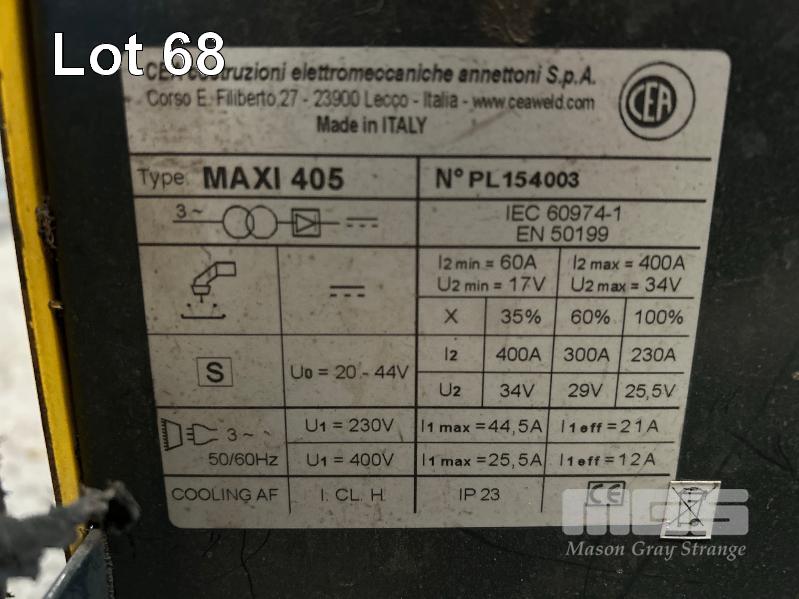 Lot 68
costruzioni elettromeccaniche annettoni S.p.A.
Corso E. Filiberto,27 - 23900 Lecco - Italia - www.ceaweld.com
CEA
Made in ITALY
Type MAXI 405 N° PL154003
3~ IEC 60974-1
EN 50199
I2 min = 60A I2 max = 400A
U2 min = 17V U2 max = 34V
X 35% 60% 100%
I2 400A 300A 230A
S U0 = 20 - 44V
U2 34V 29V 25,5V
3~ U1 = 230V I1 max = 44,5A I1 eff = 21A
50/60Hz U1 = 400V I1 max = 25,5A I1 eff = 12A
COOLING AF I. CL. H. IP 23 CE
mgs
Mason Gray Strange